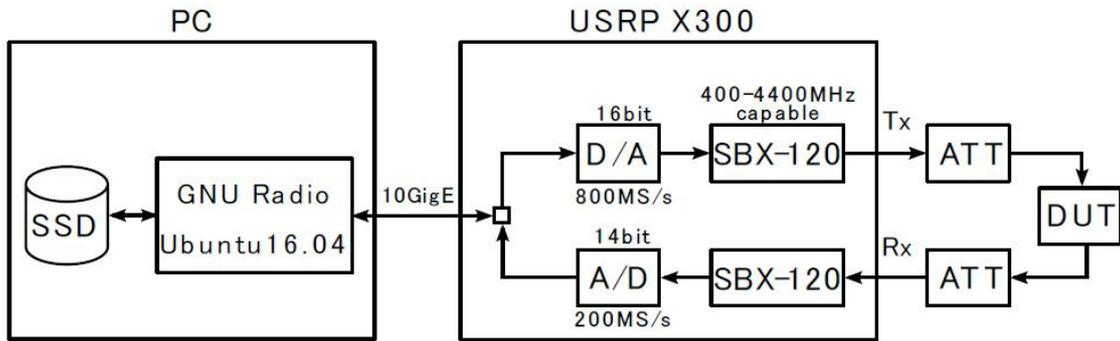 PC
USRP X300
SSD
GNU Radio
Ubuntu16.04
10GigE
16bit
D/A
800MS/s
400-4400MHz
capable
SBX-120
Tx
ATT
DUT
14bit
A/D
200MS/s
SBX-120
Rx
ATT